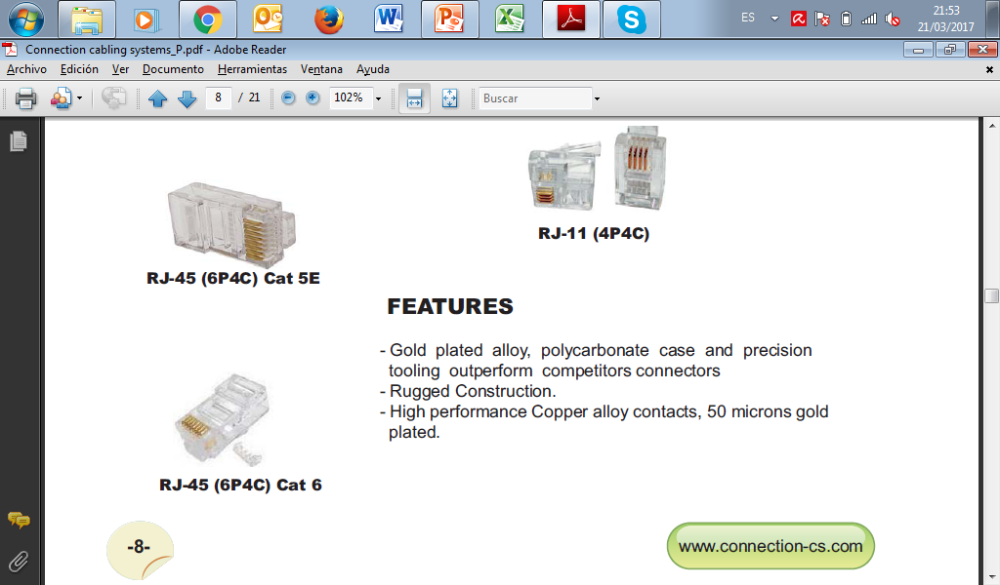 ES
21:53
21/03/2017
Connection cabling systems_P.pdf - Adobe Reader
Archivo Edición Ver Documento Herramientas Ventana Ayuda
8 / 21 102% Buscar
RJ-11 (4P4C)
RJ-45 (6P4C) Cat 5E
FEATURES
- Gold plated alloy, polycarbonate case and precision
tooling outperform competitors connectors
- Rugged Construction.
- High performance Copper alloy contacts, 50 microns gold
plated.
RJ-45 (6P4C) Cat 6
-8-
www.connection-cs.com